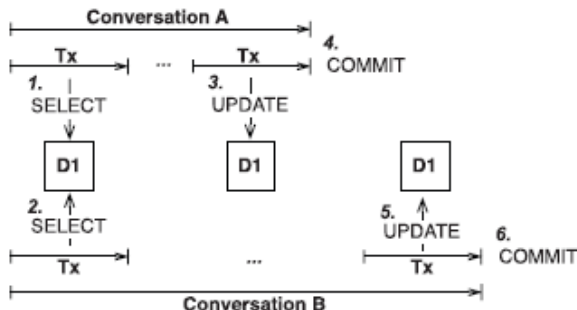 Conversation A
Tx ... Tx 4.
COMMIT
1. 3.
SELECT UPDATE
D1 D1 D1
2. 5.
SELECT UPDATE 6.
Tx ... Tx COMMIT
Conversation B